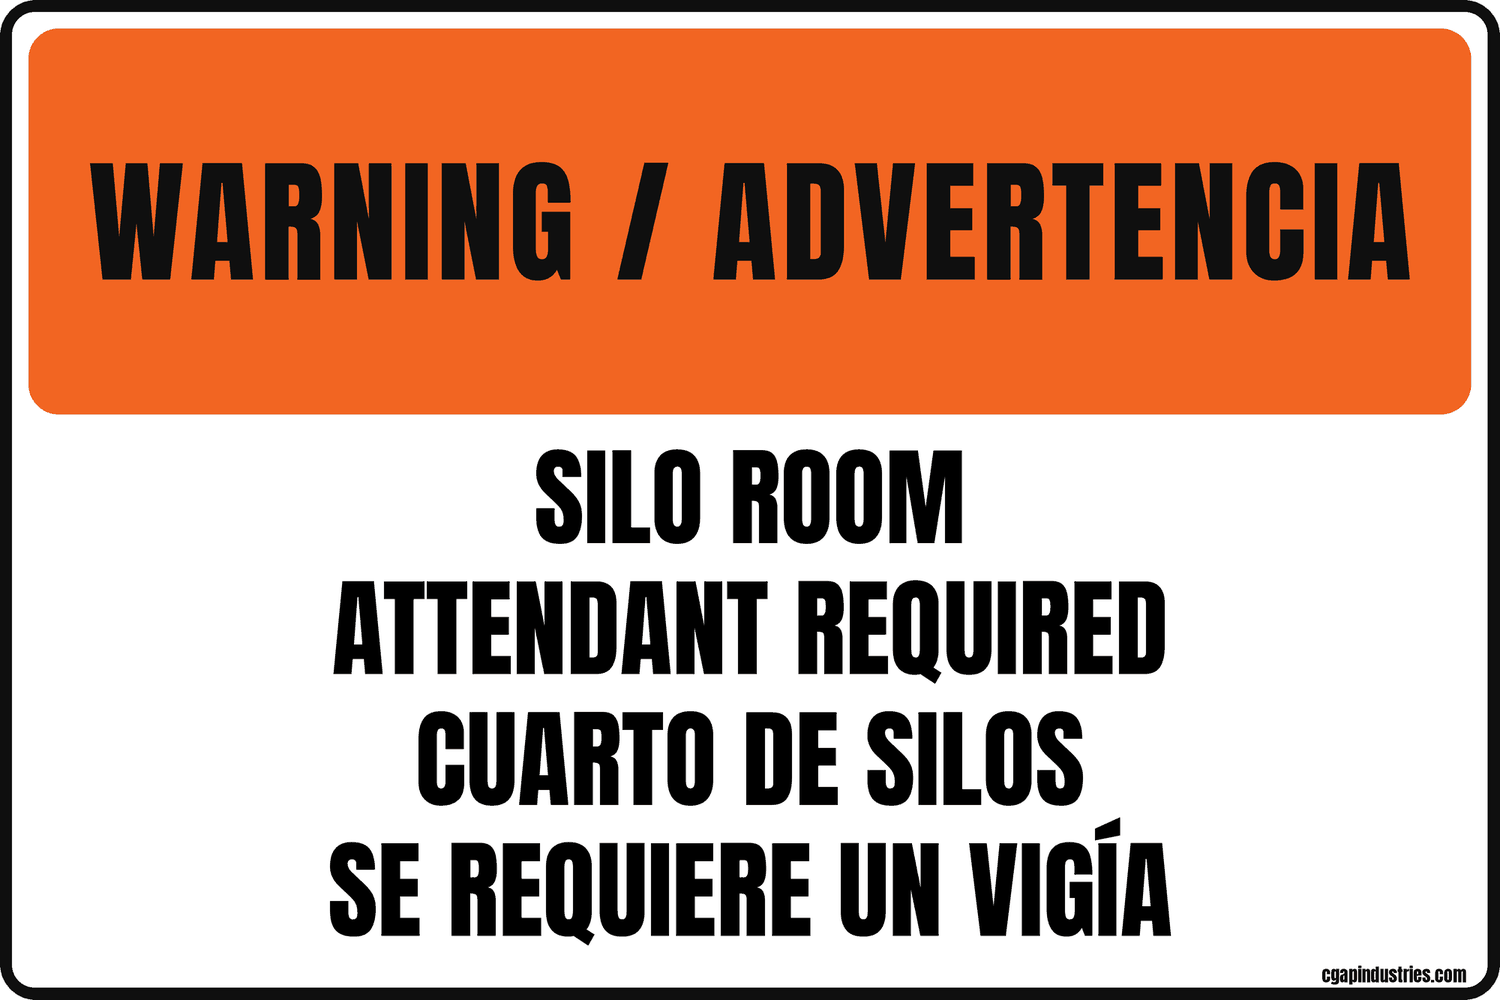 WARNING / ADVERTENCIA
SILO ROOM
ATTENDANT REQUIRED
CUARTO DE SILOS
SE REQUIERE UN VIGÍA
cgapindustries.com